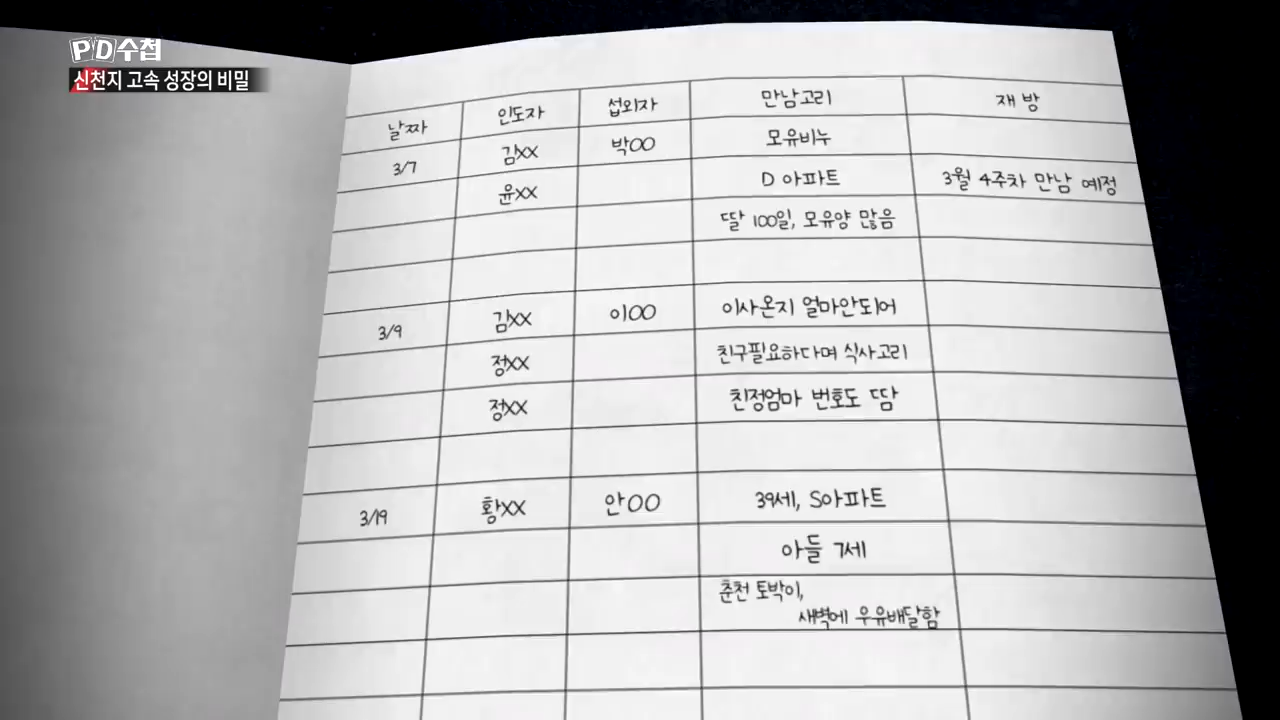 PD수첩
신천지 고속 성장의 비밀
날짜 인도자 섭외자 만남고리 재방
3/7 김XX 박OO 모유비누
윤XX D 아파트 3월 4주차 만남 예정
딸 100일, 모유양 많음
3/9 김XX 이OO 이사온지 얼마안되어
정XX 친구필요하다며 식사고리
정XX 친정엄마 번호도 땀
3/19 황XX 안OO 39세, S아파트
아들 7세
춘천 토박이,
새벽에 우유배달함